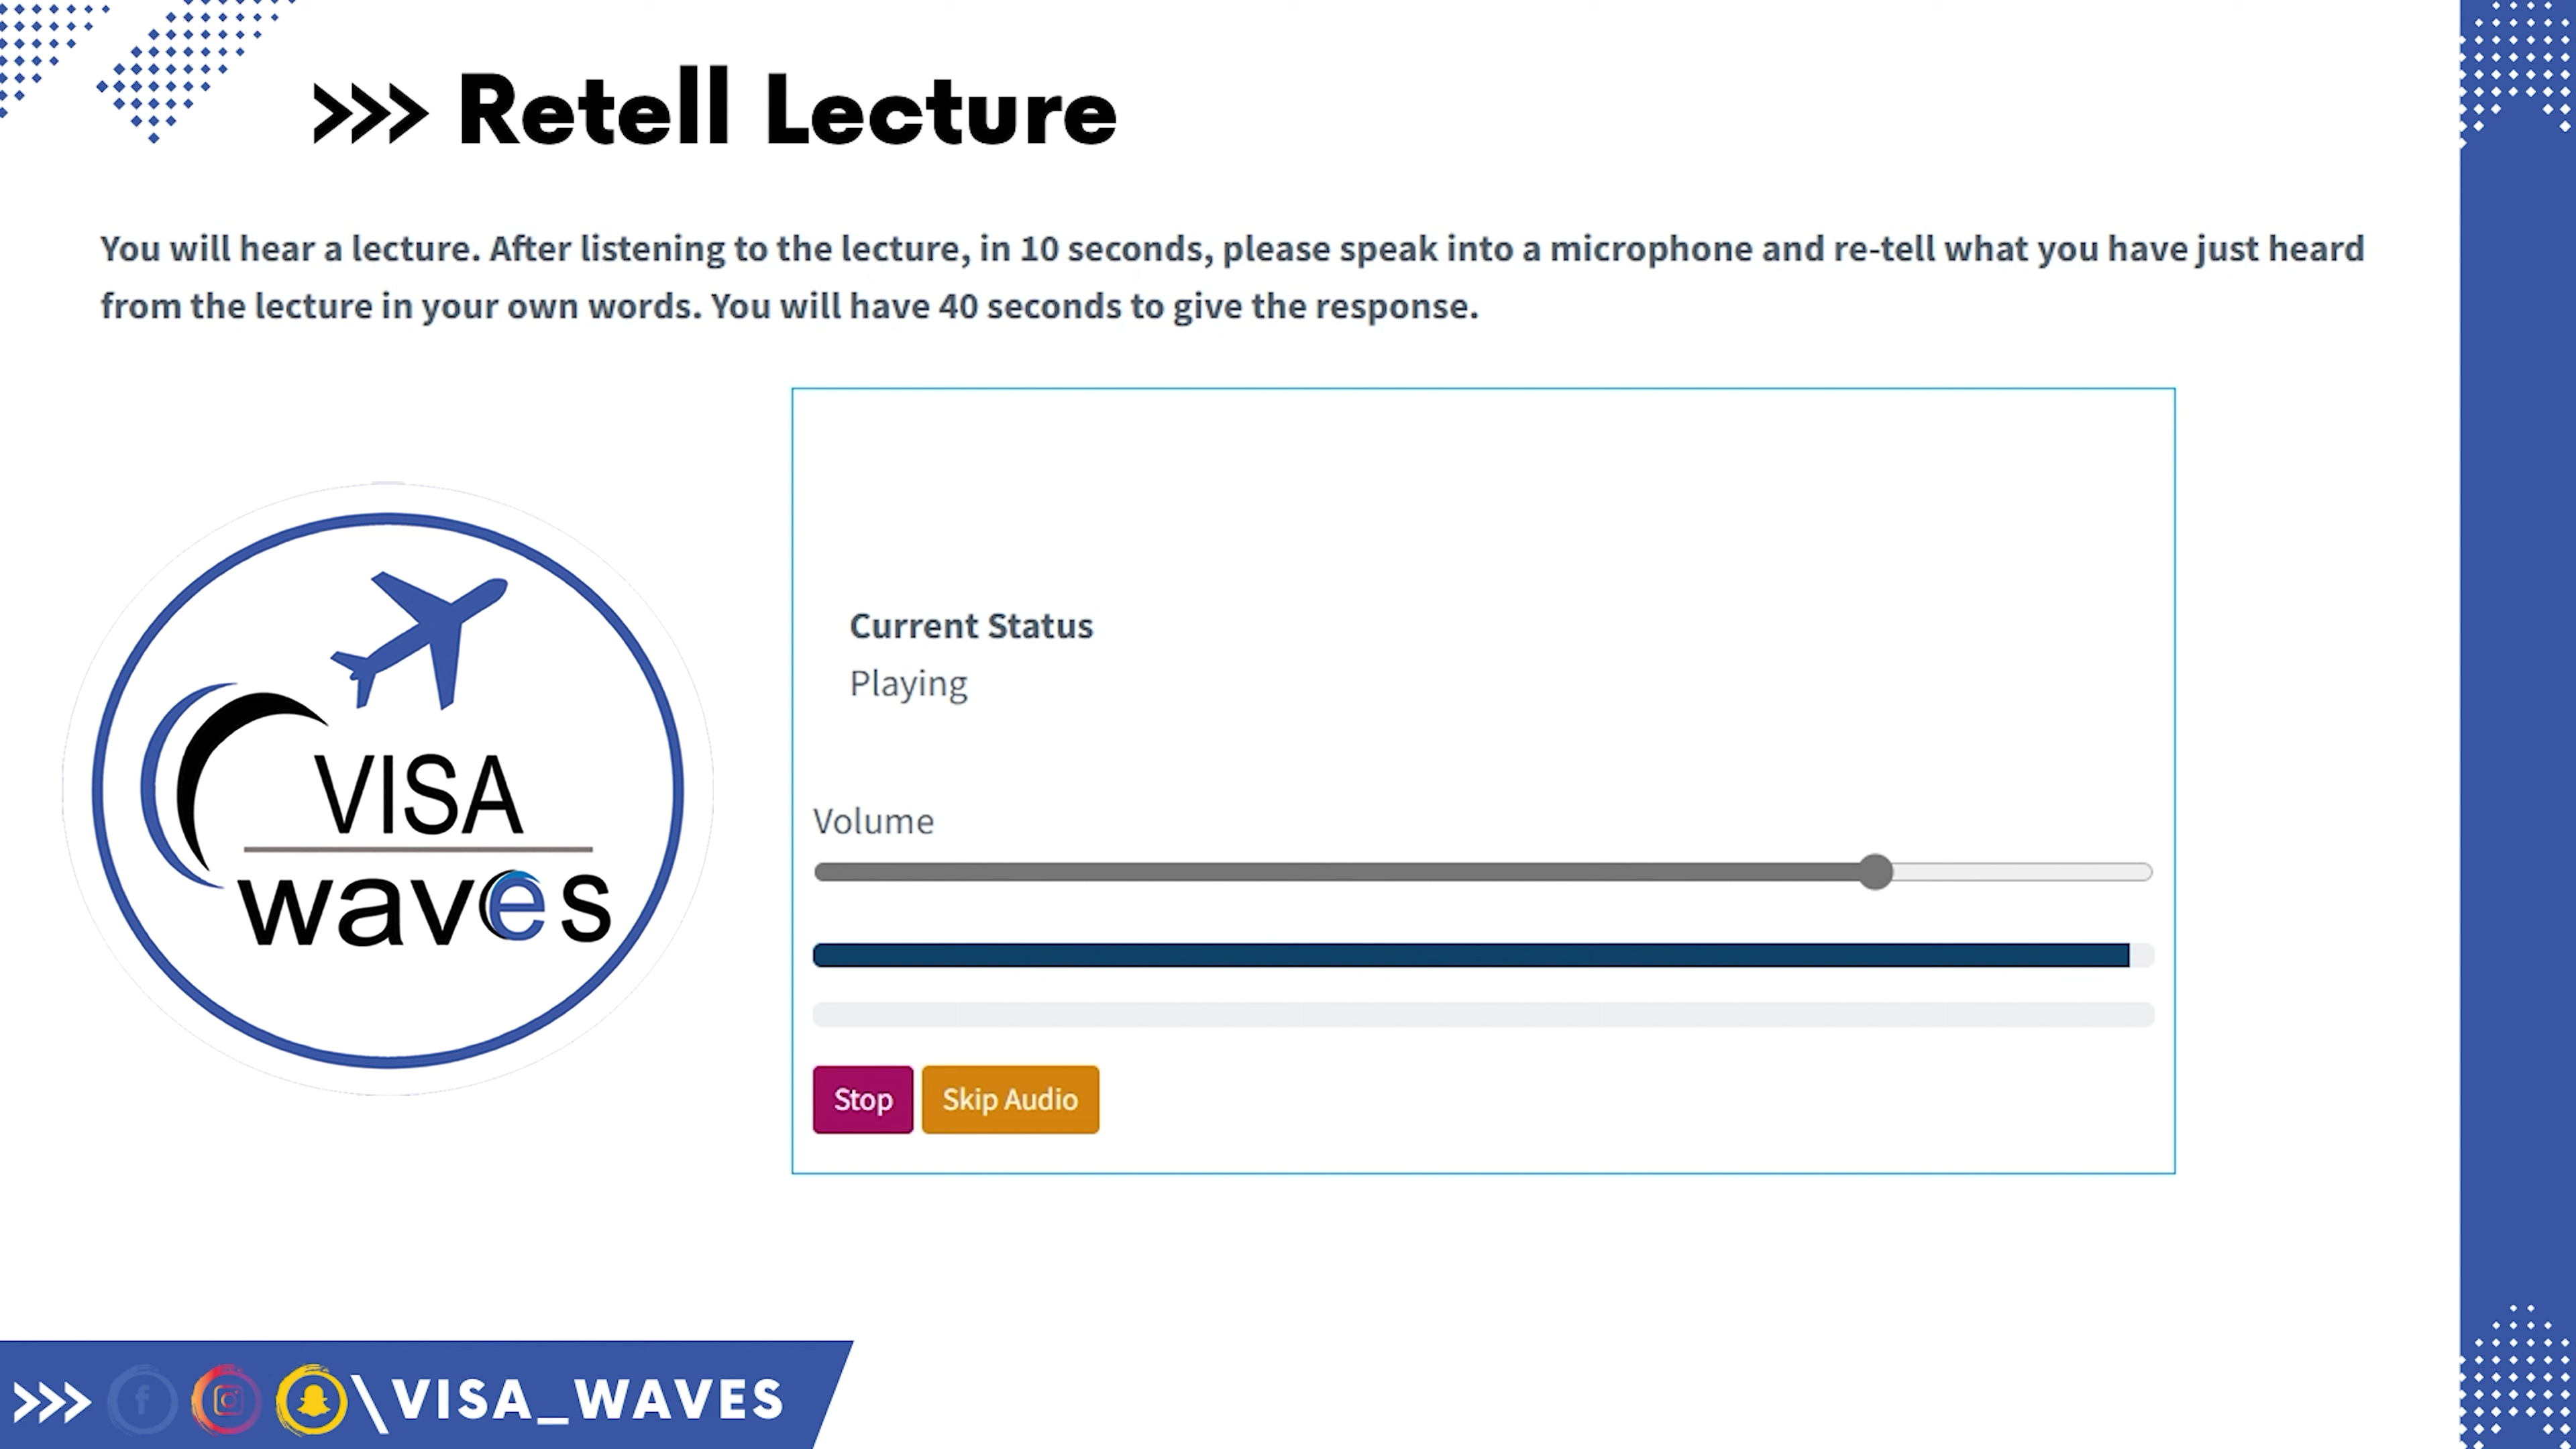 >>> Retell Lecture
You will hear a lecture. After listening to the lecture, in 10 seconds, please speak into a microphone and re-tell what you have just heard
from the lecture in your own words. You will have 40 seconds to give the response.
VISA
waves
Current Status
Playing
Volume
Stop Skip Audio
>>> f \VISA_WAVES